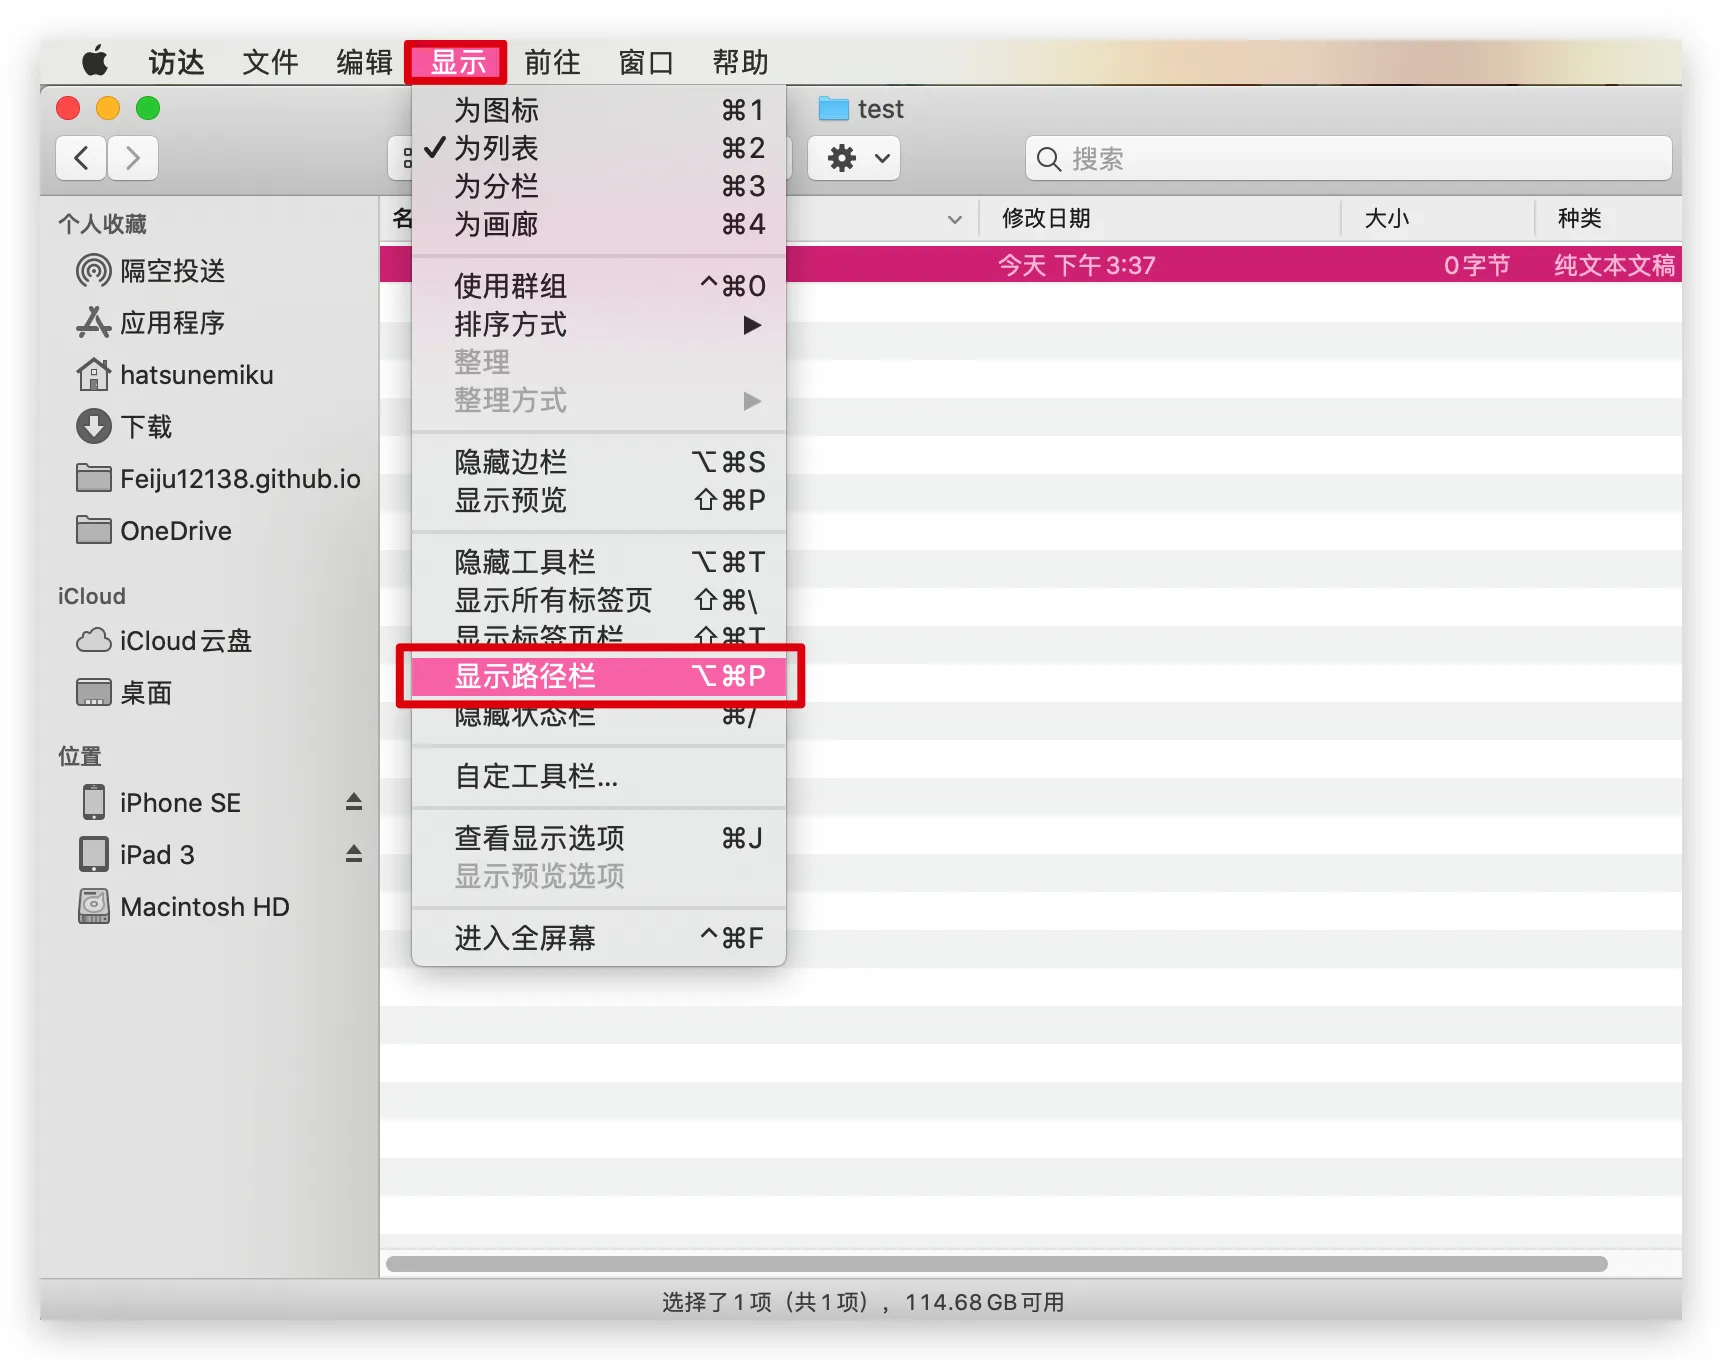 访达 文件 编辑 显示 前往 窗口 帮助
test
搜索
个人收藏
隔空投送
应用程序
hatsunemiku
下载
Feiju12138.github.io
OneDrive
iCloud
iCloud云盘
桌面
位置
iPhone SE
iPad 3
Macintosh HD
为图标 ⌘1
✓为列表 ⌘2
为分栏 ⌘3
为画廊 ⌘4
使用群组 ^⌘0
排序方式 ▶
整理
整理方式 ▶
隐藏边栏 ⌥⌘S
显示预览 ⇧⌘P
隐藏工具栏 ⌥⌘T
显示所有标签页 ⇧⌘\
显示标签页栏 ⇧⌘T
显示路径栏 ⌥⌘P
隐藏状态栏 ⌘/
自定工具栏...
查看显示选项 ⌘J
显示预览选项
进入全屏幕 ^⌘F
名 修改日期 大小 种类
今天 下午3:37 0字节 纯文本文稿
选择了1项（共1项），114.68 GB可用